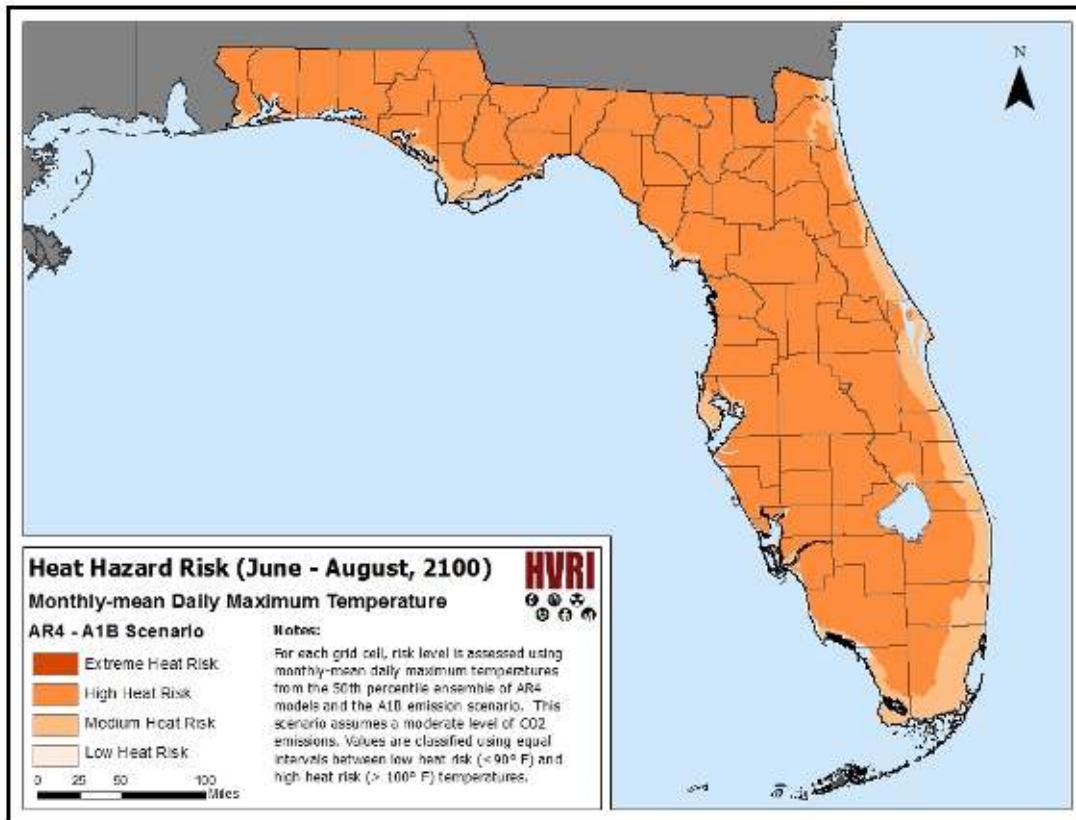 N
Heat Hazard Risk (June - August, 2100)
HVRI
Monthly-mean Daily Maximum Temperature
AR4 - A1B Scenario
Extreme Heat Risk
High Heat Risk
Medium Heat Risk
Low Heat Risk
0 25 50 100
Miles
Notes:
For each grid cell, risk level is assessed using
monthly-mean daily maximum temperatures
from the 50th percentile ensemble of AR4
models and the A1B emission scenario. This
scenario assumes a moderate level of CO2
emissions. Values are classified using equal
intervals between low heat risk (<90° F) and
high heat risk (> 100° F) temperatures.